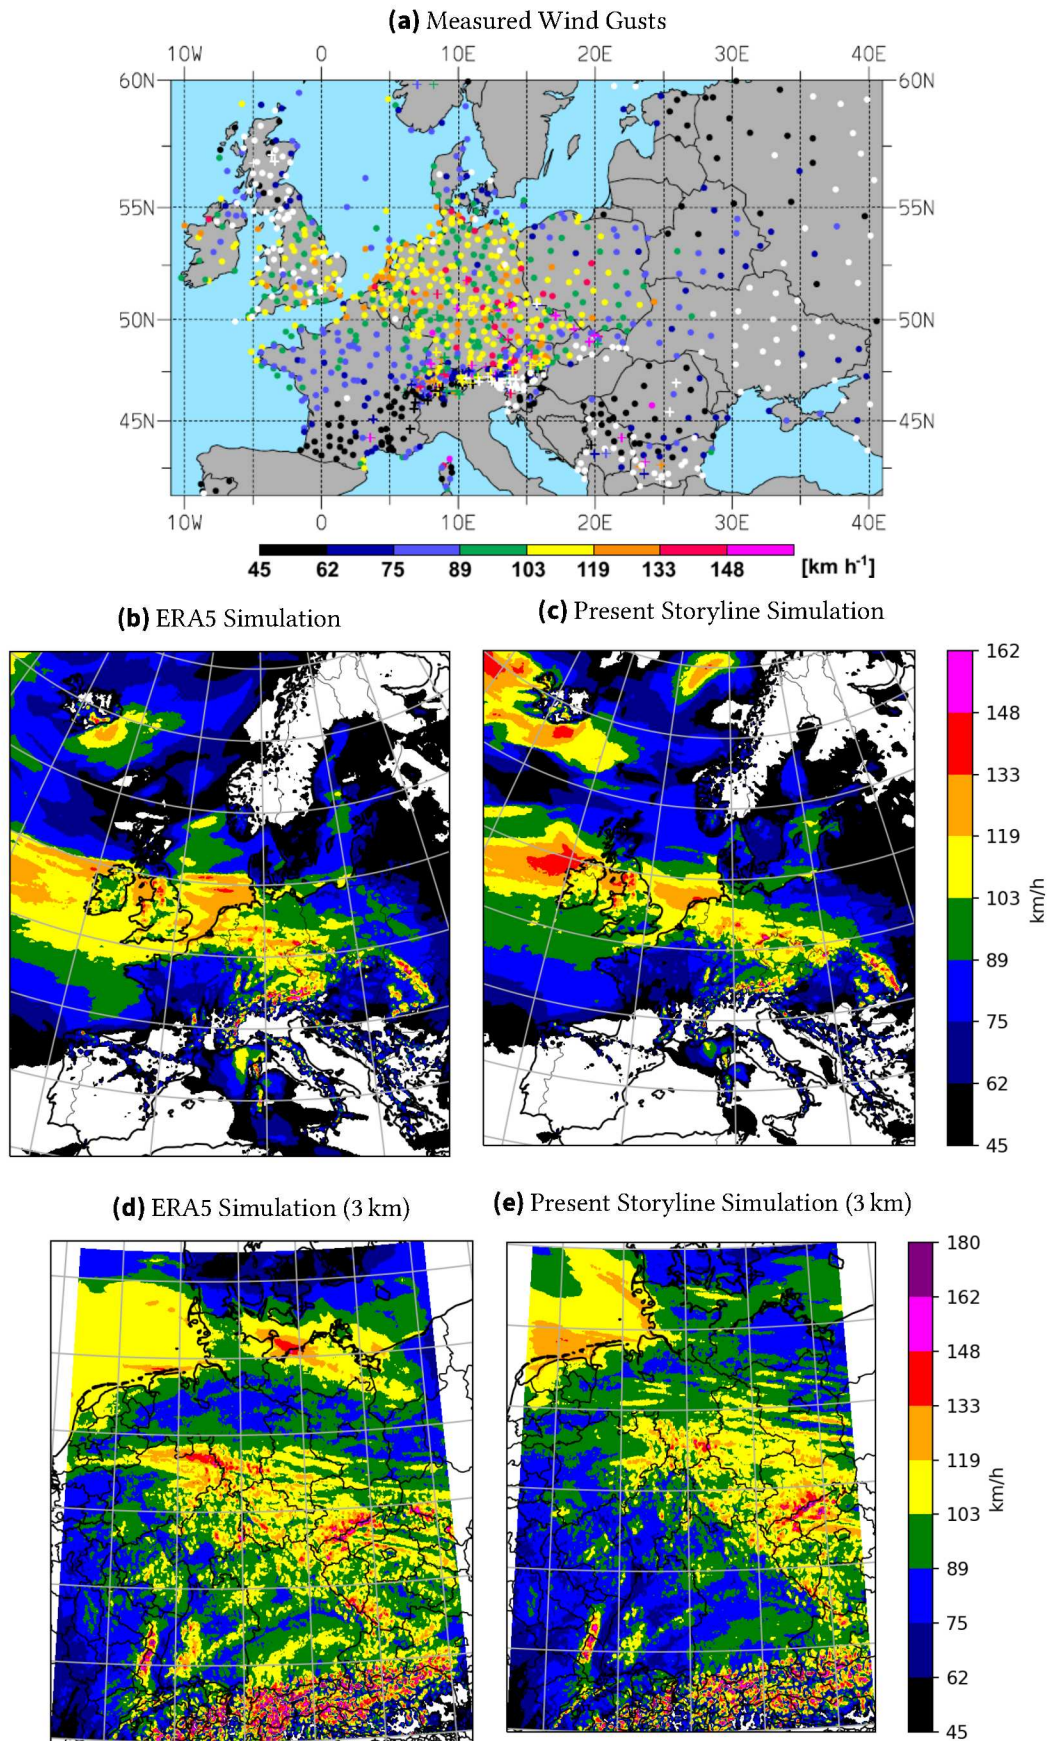 (a) Measured Wind Gusts
10W 0 10E 20E 30E 40E
60N 60N
55N 55N
50N 50N
45N 45N
10W 0 10E 20E 30E 40E
45 62 75 89 103 119 133 148 [km h⁻¹]
(b) ERA5 Simulation
(c) Present Storyline Simulation
162
148
133
119
103
89
75
62
45
km/h
(d) ERA5 Simulation (3 km)
(e) Present Storyline Simulation (3 km)
180
162
148
133
119
103
89
75
62
45
km/h